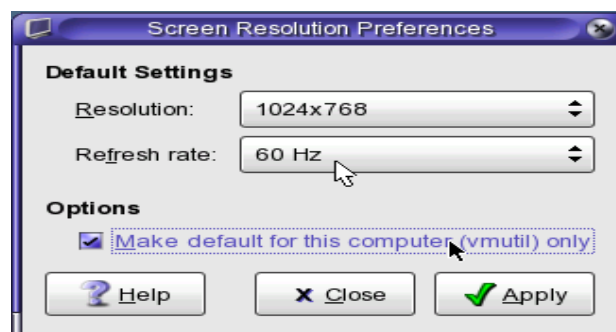 Screen Resolution Preferences
Default Settings
Resolution: 1024x768
Refresh rate: 60 Hz
Options
Make default for this computer (vmutil) only
Help Close Apply